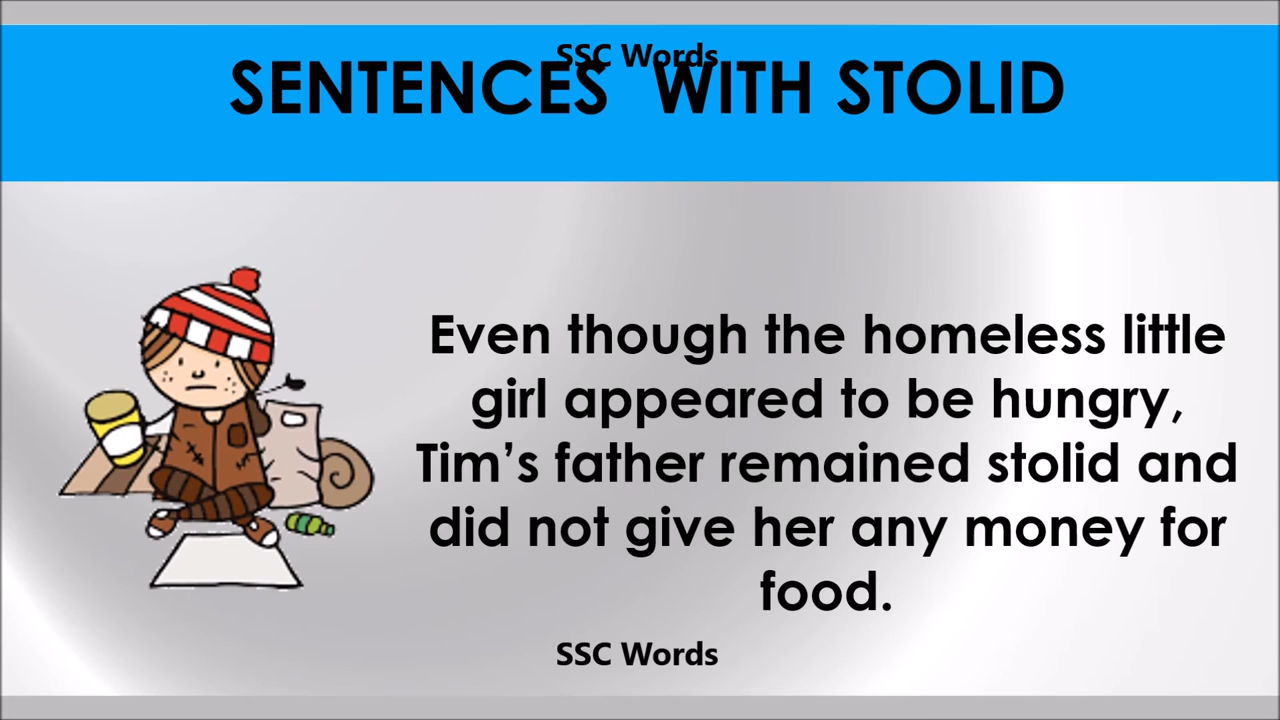 SSC Words
SENTENCES WITH STOLID
Even though the homeless little
girl appeared to be hungry,
Tim’s father remained stolid and
did not give her any money for
food.
SSC Words